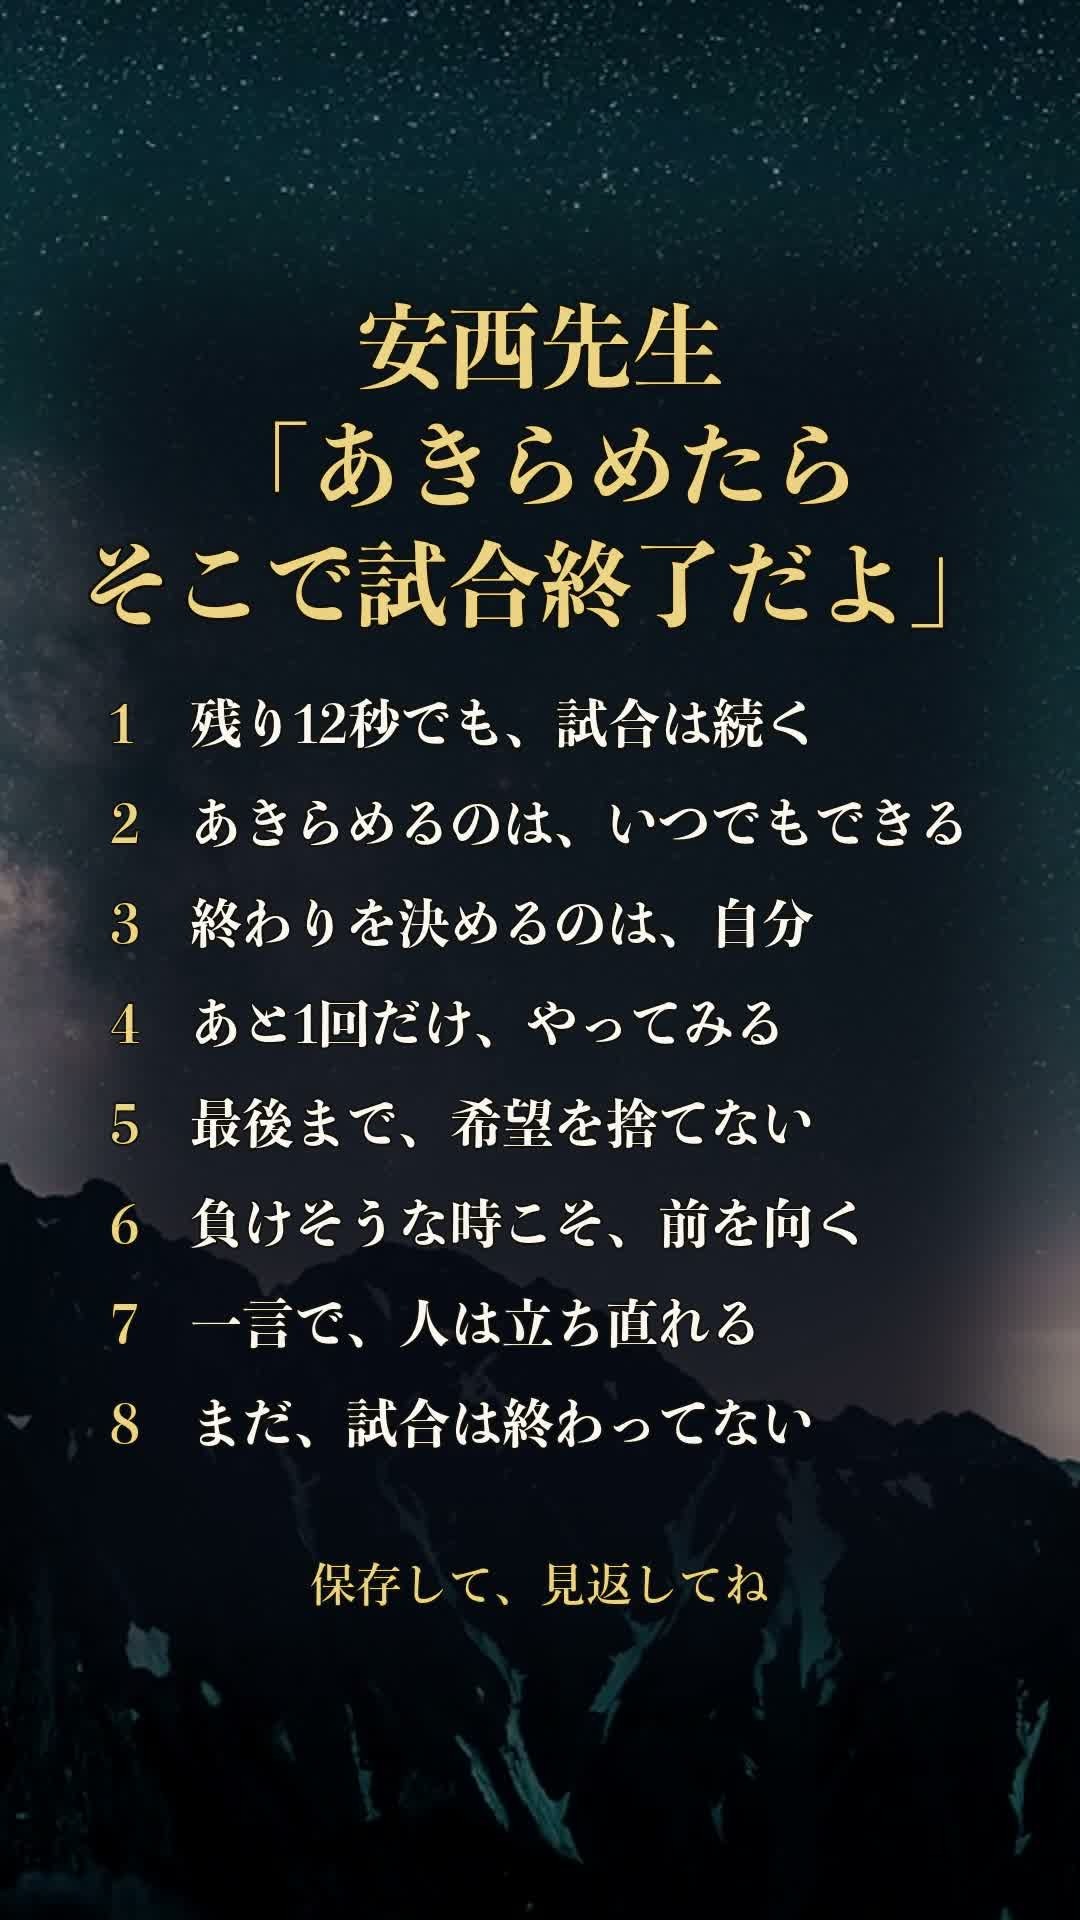 安西先生
「あきらめたら
そこで試合終了だよ」
1 残り12秒でも、試合は続く
2 あきらめるのは、いつでもできる
3 終わりを決めるのは、自分
4 あと1回だけ、やってみる
5 最後まで、希望を捨てない
6 負けそうな時こそ、前を向く
7 一言で、人は立ち直れる
8 まだ、試合は終わってない
保存して、見返してね